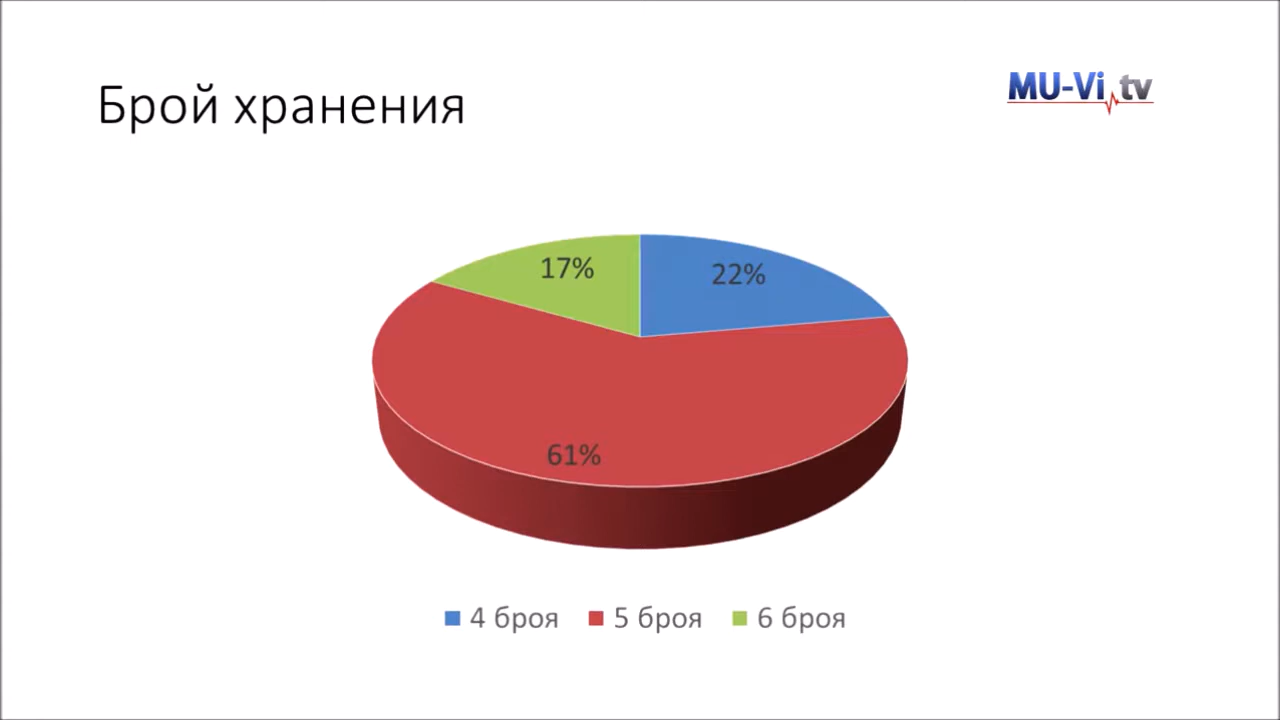 Брой хранения
MU-Vi.tv
17%
22%
61%
4 броя
5 броя
6 броя